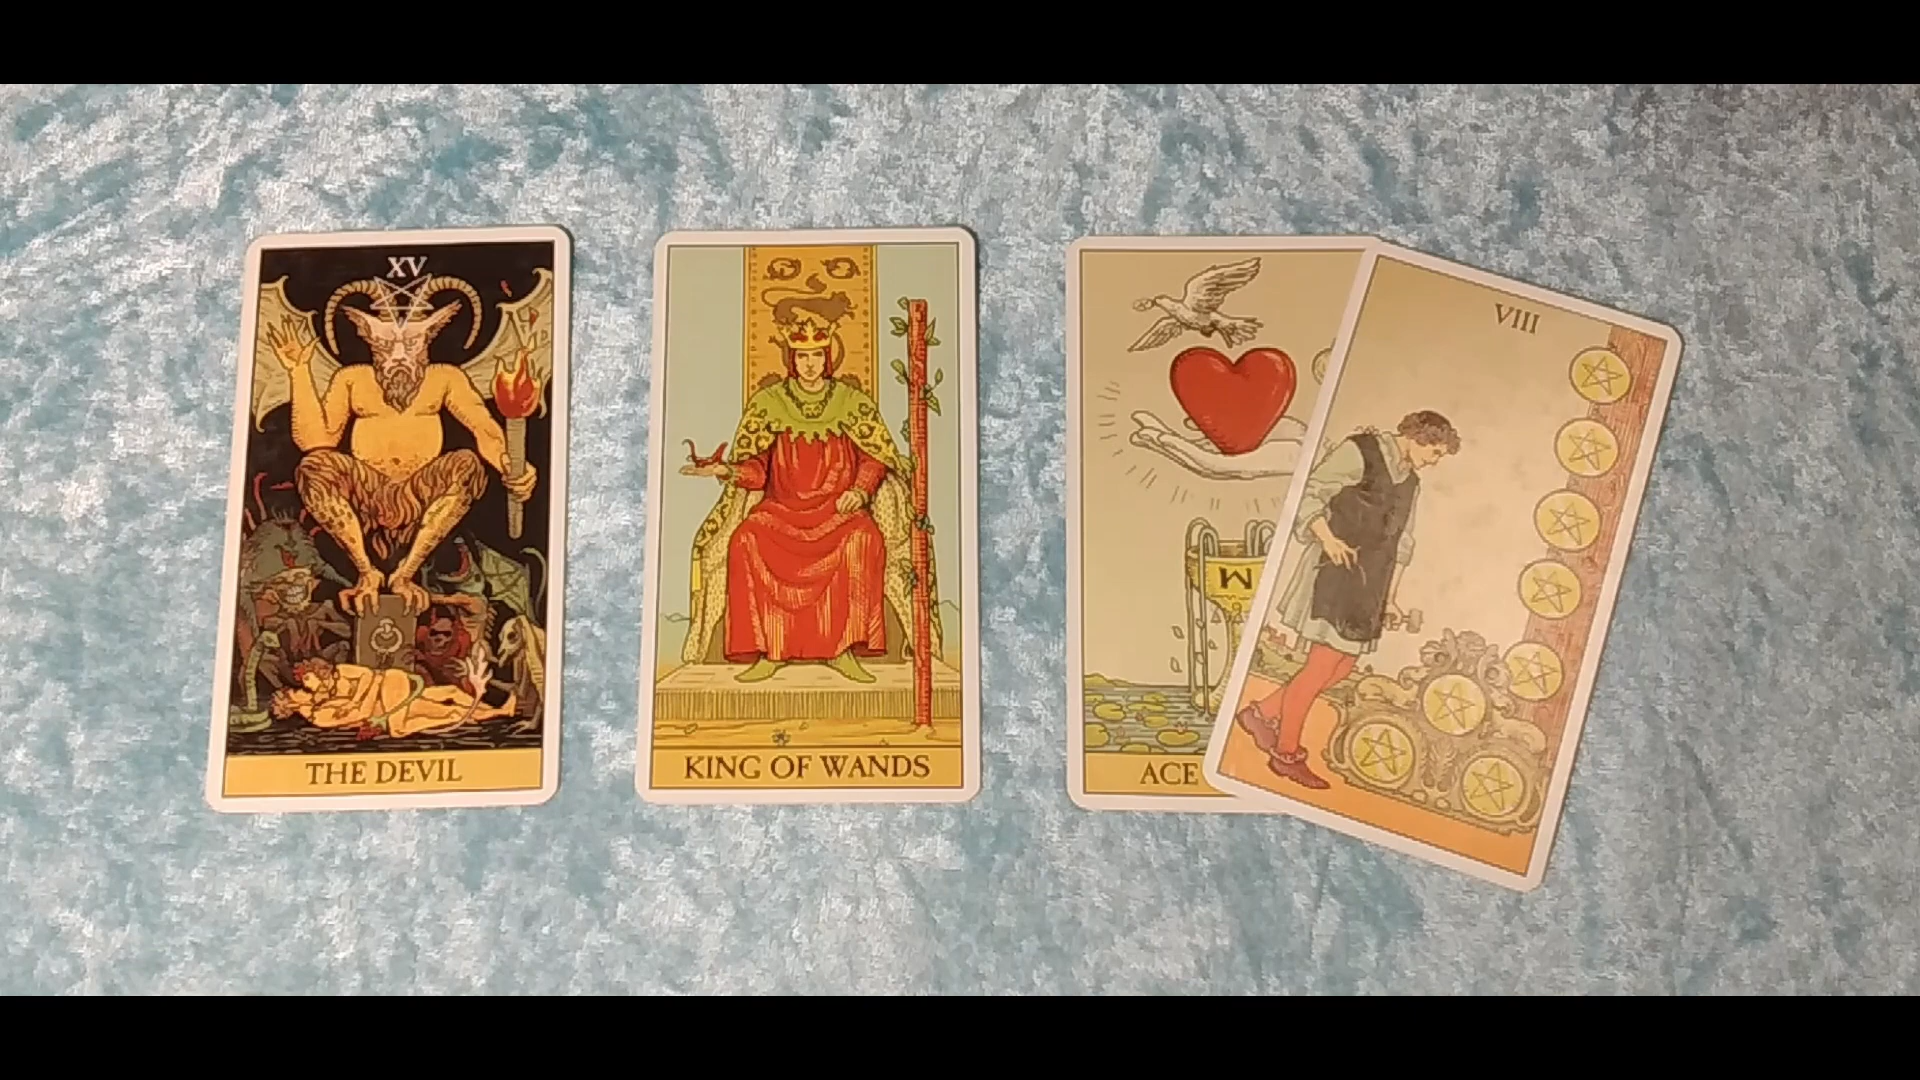 XV
THE DEVIL
KING OF WANDS
ACE
VIII